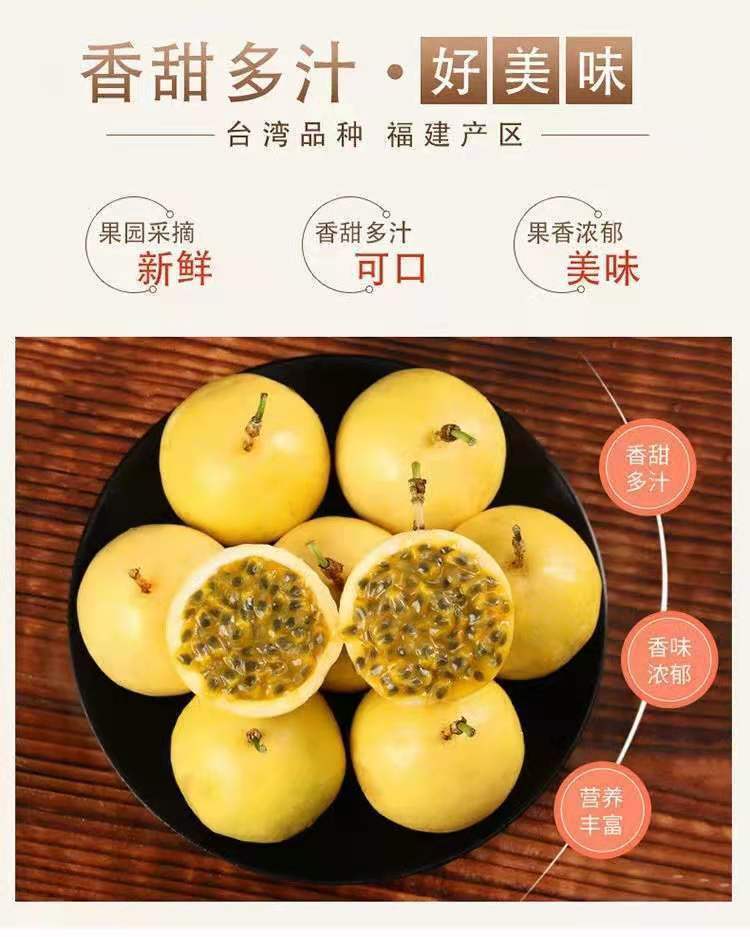 香甜多汁·好美味
台湾品种 福建产区
果园采摘
新鲜
香甜多汁
可口
果香浓郁
美味
香甜
多汁
香味
浓郁
营养
丰富